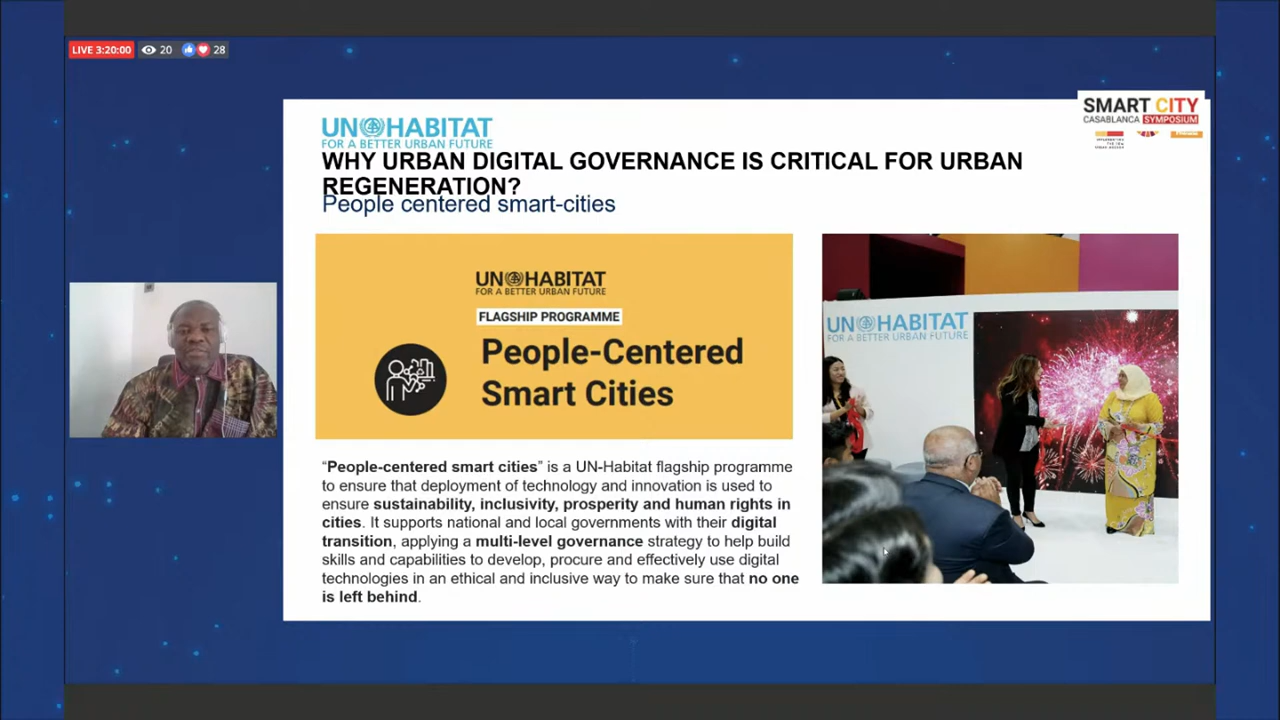 LIVE 3:20:00
20
28
SMART CITY
CASABLANCA SYMPOSIUM
UN HABITAT
FOR A BETTER URBAN FUTURE
WHY URBAN DIGITAL GOVERNANCE IS CRITICAL FOR URBAN
REGENERATION?
People centered smart-cities
UN HABITAT
FOR A BETTER URBAN FUTURE
FLAGSHIP PROGRAMME
People-Centered
Smart Cities
UN HABITAT
FOR A BETTER URBAN FUTURE
“People-centered smart cities” is a UN-Habitat flagship programme
to ensure that deployment of technology and innovation is used to
ensure sustainability, inclusivity, prosperity and human rights in
cities. It supports national and local governments with their digital
transition, applying a multi-level governance strategy to help build
skills and capabilities to develop, procure and effectively use digital
technologies in an ethical and inclusive way to make sure that no one
is left behind.